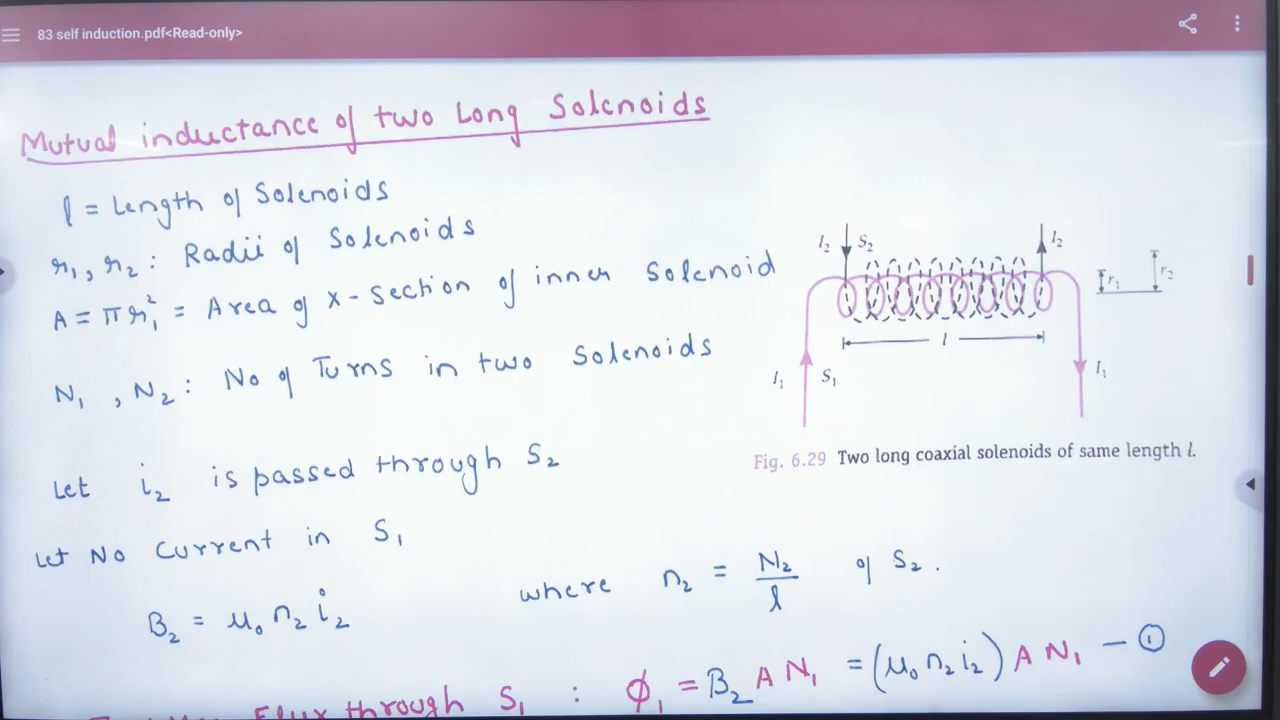 83 self induction.pdf<Read-only>
Mutual inductance of two Long Solenoids
l = Length of Solenoids
r₁, r₂ : Radii of Solenoids
A = πr₁² = Area of x-section of inner Solenoid
N₁, N₂ : No of Turns in two Solenoids
Let i₂ is passed through S₂
Let No Current in S₁
B₂ = μ₀ n₂ i₂ where n₂ = N₂/l of S₂.
Flux through S₁ : ϕ₁ = B₂ A N₁ = (μ₀ n₂ i₂) A N₁ — ①
I₂ S₂ I₂
r₁ r₂
l
I₁ S₁ I₁
Fig. 6.29 Two long coaxial solenoids of same length l.